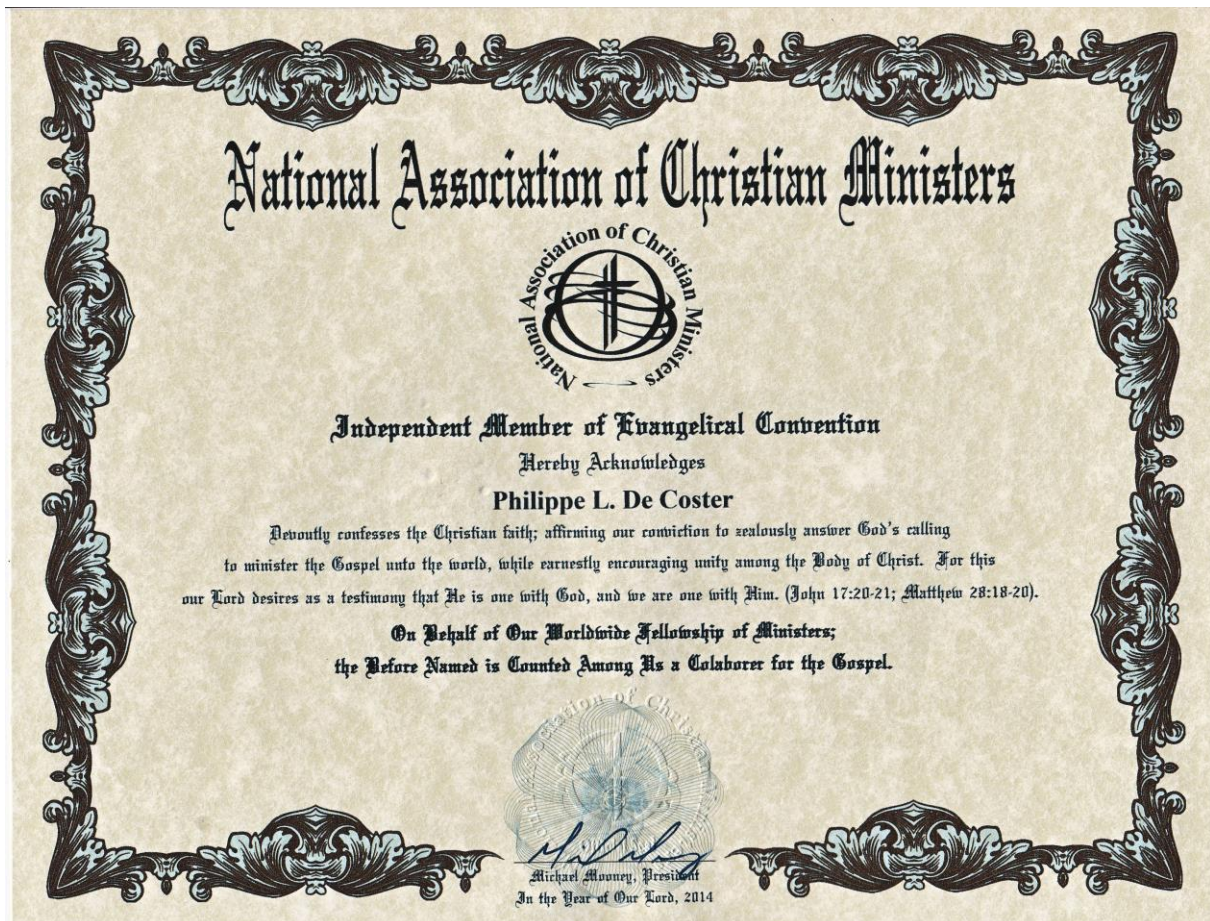 National Association of Christian Ministers
National Association of Christian Ministers
Independent Member of Evangelical Convention
Hereby Acknowledges
Philippe L. De Coster
Devoutly confesses the Christian faith; affirming our conviction to zealously answer God's calling
to minister the Gospel unto the world, while earnestly encouraging unity among the Body of Christ. For this
our Lord desires as a testimony that He is one with God, and we are one with Him. (John 17:20-21; Matthew 28:18-20).
On Behalf of Our Worldwide Fellowship of Ministers;
the Before Named is Counted Among Us a Colaborer for the Gospel.
Association of Christian
Michael Mooney, President
In the Year of Our Lord, 2014